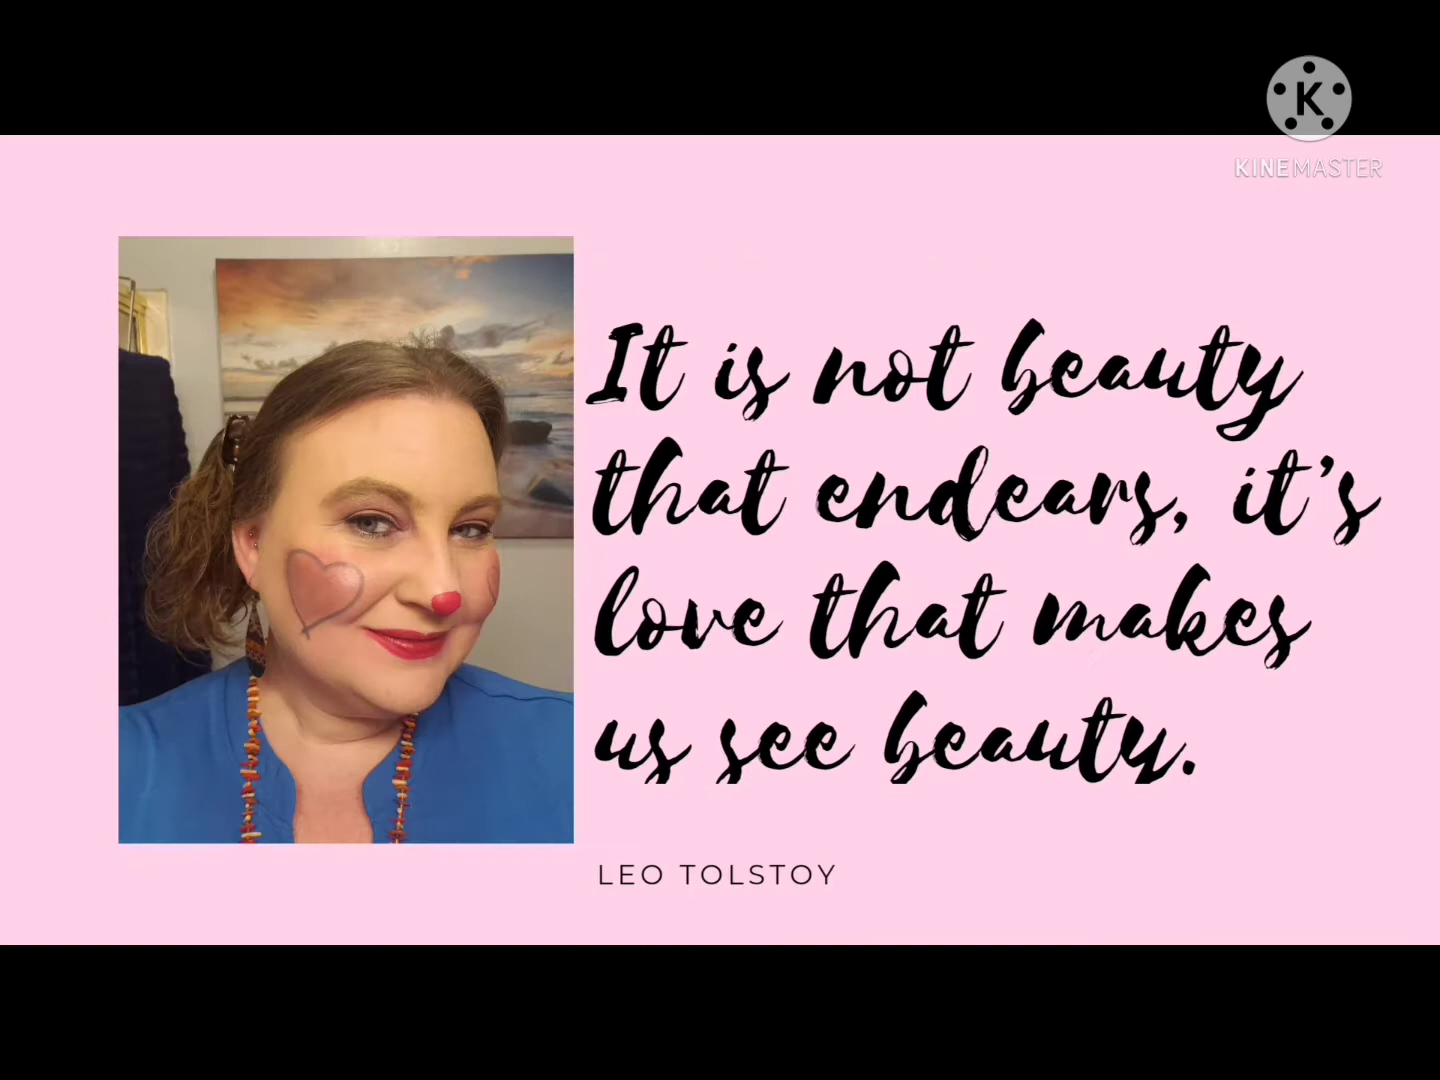 K
KINEMASTER
It is not beauty
that endears, it's
love that makes
us see beauty.
LEO TOLSTOY